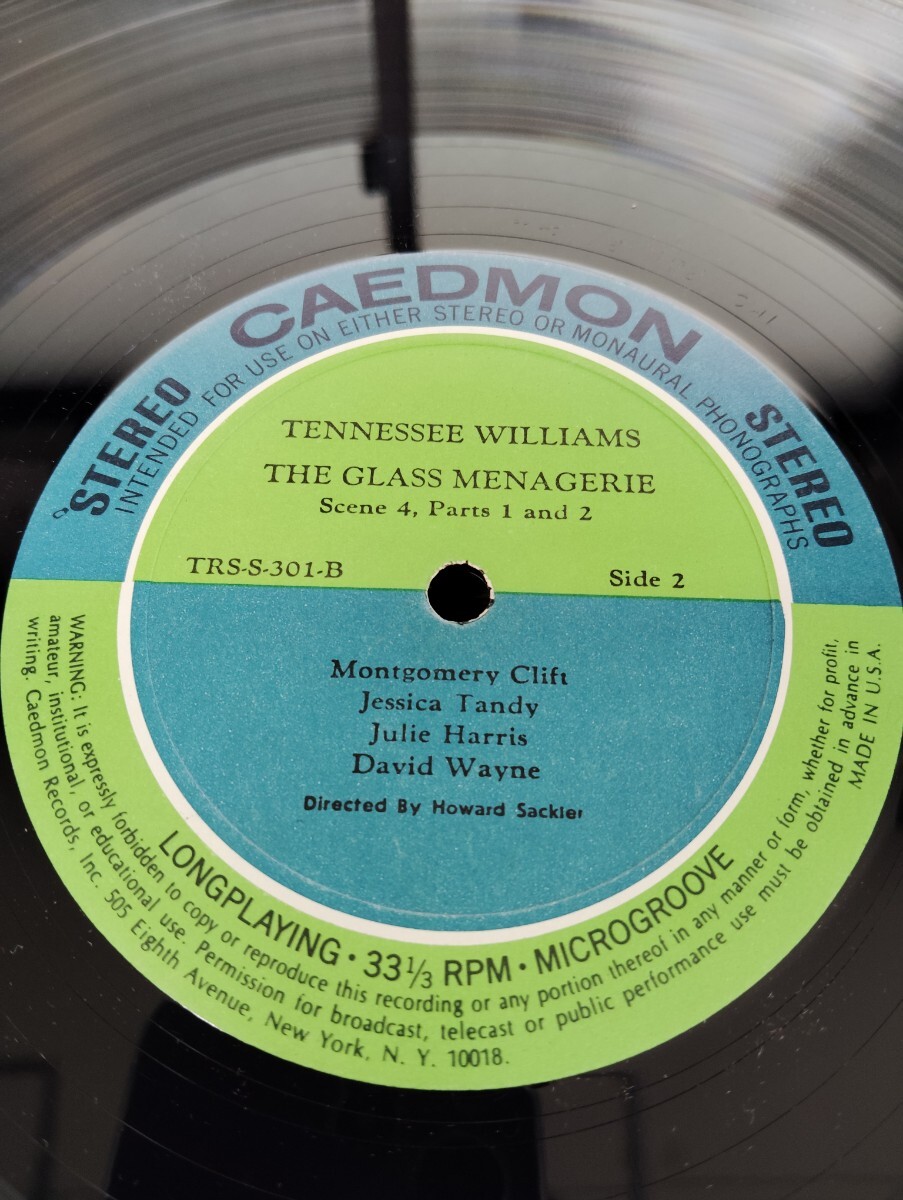 CAEDMON
STEREO
INTENDED FOR USE ON EITHER STEREO OR MONAURAL PHONOGRAPHS
STEREO
TENNESSEE WILLIAMS
THE GLASS MENAGERIE
Scene 4, Parts 1 and 2
TRS-S-301-B
Side 2
Montgomery Clift
Jessica Tandy
Julie Harris
David Wayne
Directed By Howard Sackler
LONGPLAYING • 33 1/3 RPM • MICROGROOVE
WARNING: It is expressly forbidden to copy or reproduce this recording or any portion thereof in any manner or form, whether for profit,
amateur, institutional, or educational use. Permission for broadcast, telecast or public performance use must be obtained in advance in
writing. Caedmon Records, Inc. 505 Eighth Avenue, New York, N. Y. 10018.
MADE IN U.S.A.